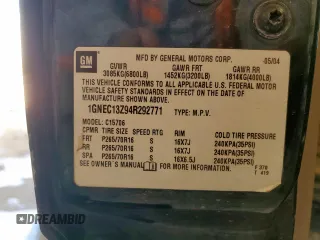 GM
MFD BY GENERAL MOTORS CORP. 05/04
GVWR GAWR FRT GAWR RR
3085KG(6800LB) 1452KG(3200LB) 1814KG(4000LB)
THIS VEHICLE CONFORMS TO ALL APPLICABLE U.S. FEDERAL MOTOR
VEHICLE SAFETY STANDARDS IN EFFECT ON THE DATE OF
MANUFACTURE SHOWN ABOVE.
1GNEC13Z94R292771 TYPE: M.P.V.
MODEL: C15706
CPMR TIRE SIZE SPEED RTG RIM COLD TIRE PRESSURE
FRT P265/70R16 S 16X7J 240KPA(35PSI)
RR P265/70R16 S 16X7J 240KPA(35PSI)
SPA P265/70R16 S 16X6.5J 240KPA(35PSI)
SEE OWNER'S MANUAL FOR MORE INFORMATION
DREAMBID